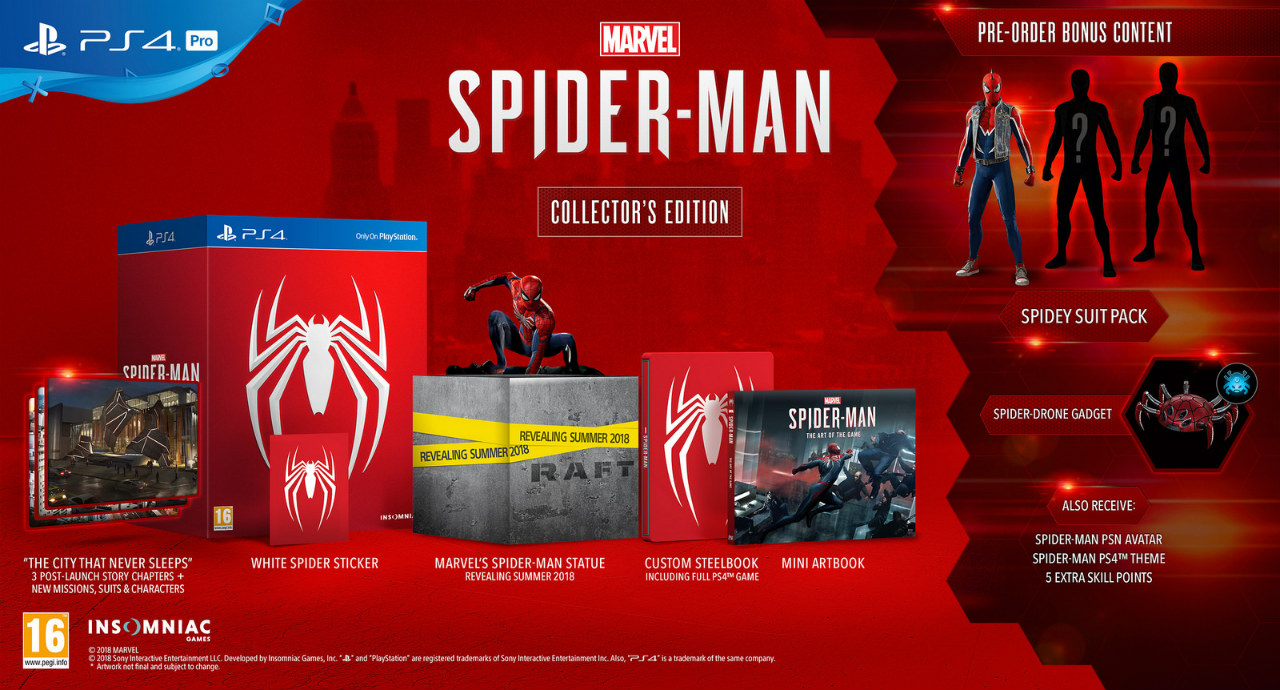 PS4 Pro
MARVEL
SPIDER-MAN
COLLECTOR'S EDITION
PRE-ORDER BONUS CONTENT
?
?
SPIDEY SUIT PACK
SPIDER-DRONE GADGET
ALSO RECEIVE:
SPIDER-MAN PSN AVATAR
SPIDER-MAN PS4™ THEME
5 EXTRA SKILL POINTS
PS4
PS4
Only On PlayStation.
MARVEL
SPIDER-MAN
16
INSOMNI
REVEALING SUMMER 2018
REVEALING SUMMER 2018
RAFT
SPIDER-MAN
MARVEL
SPIDER-MAN
THE ART OF THE GAME
SPIDER-MAN
"THE CITY THAT NEVER SLEEPS"
3 POST-LAUNCH STORY CHAPTERS +
NEW MISSIONS, SUITS & CHARACTERS
WHITE SPIDER STICKER
MARVEL'S SPIDER-MAN STATUE
REVEALING SUMMER 2018
CUSTOM STEELBOOK
INCLUDING FULL PS4™ GAME
MINI ARTBOOK
16
www.pegi.info
INSOMNIAC
GAMES
© 2018 MARVEL
© 2018 Sony Interactive Entertainment LLC. Developed by Insomniac Games, Inc. "PS" and "PlayStation" are registered trademarks of Sony Interactive Entertainment Inc. Also, "PS4" is a trademark of the same company.
* Artwork not final and subject to change.